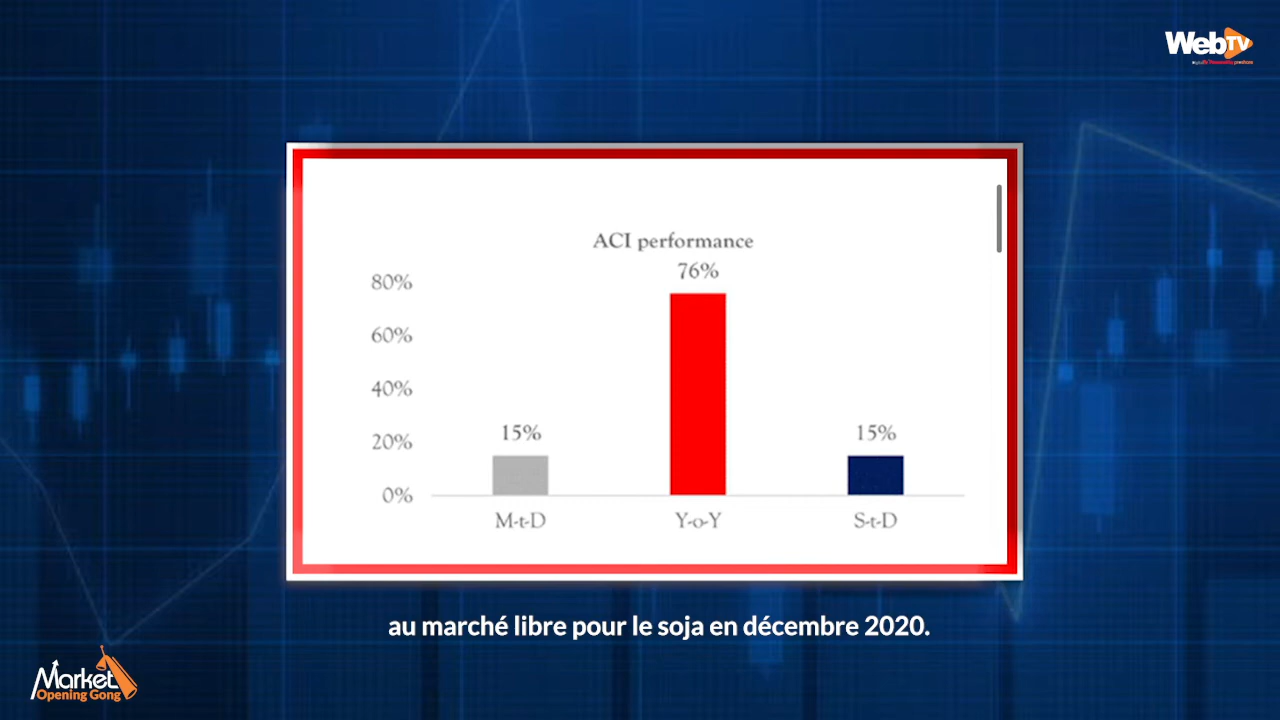 WebTV
ACI performance
76%
80%
60%
40%
20%
0%
15%
15%
M-t-D
Y-o-Y
S-t-D
au marché libre pour le soja en décembre 2020.
Market
Opening Gong